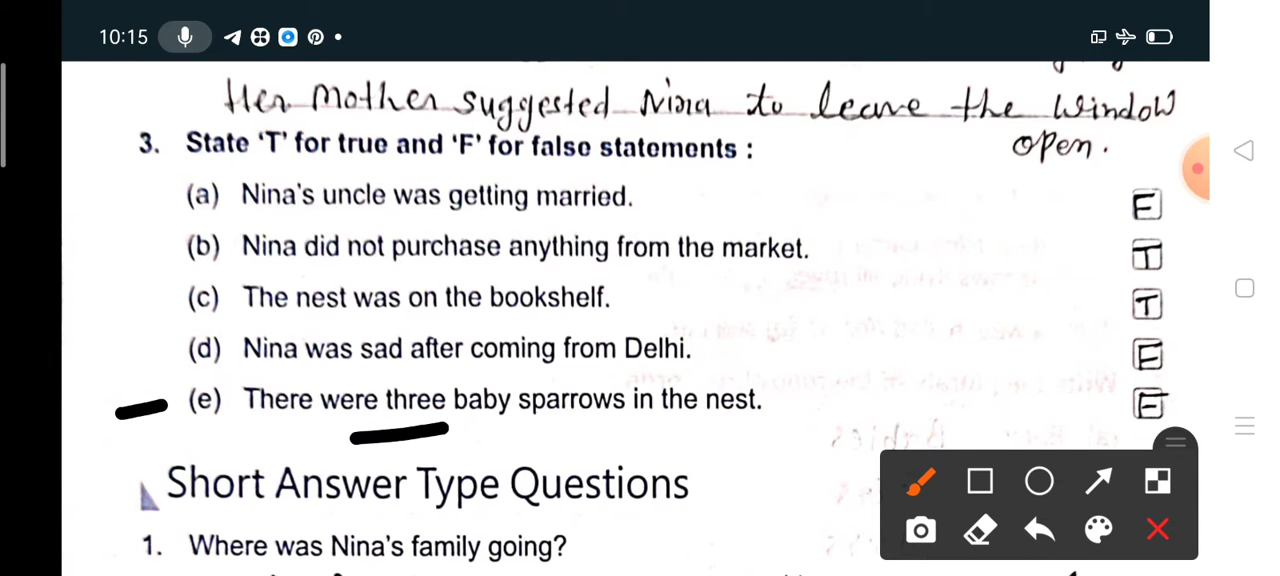 10:15
Her mother suggested Nina to leave the window
open.
3. State 'T' for true and 'F' for false statements :
(a) Nina's uncle was getting married. F
(b) Nina did not purchase anything from the market. T
(c) The nest was on the bookshelf. T
(d) Nina was sad after coming from Delhi. F
(e) There were three baby sparrows in the nest. F
Short Answer Type Questions
1. Where was Nina's family going?